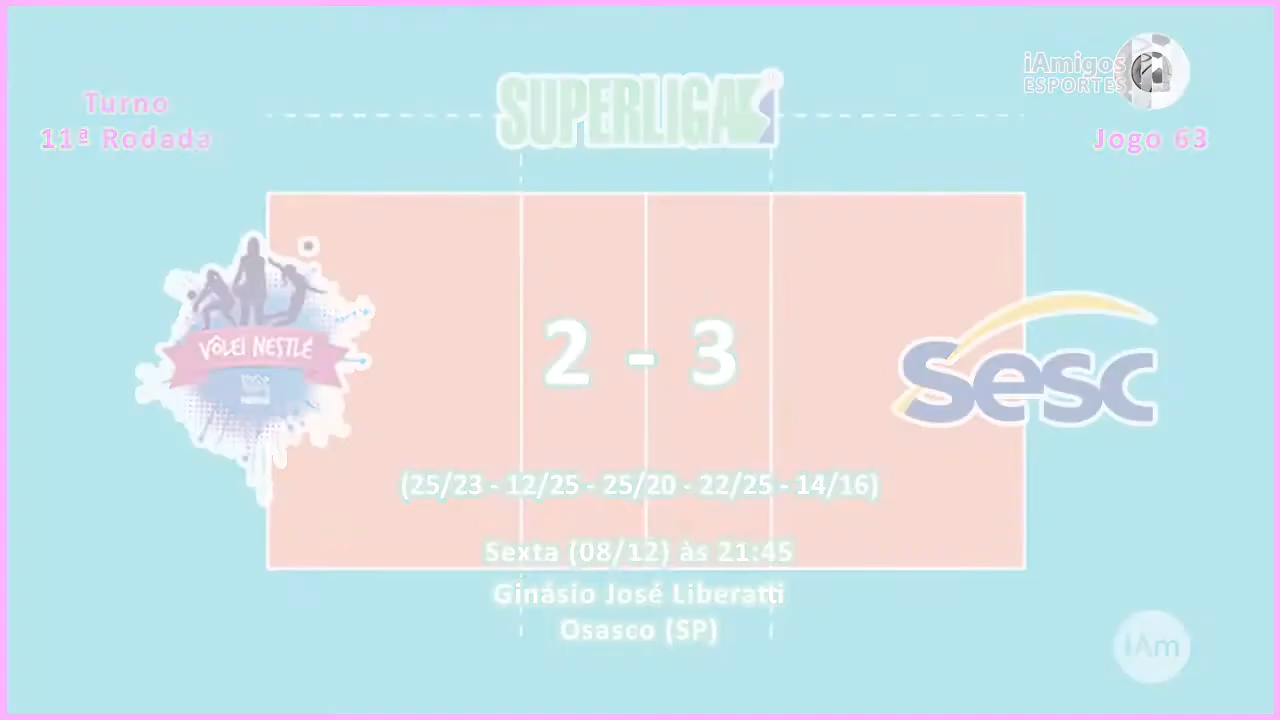 iAmigos
ESPORTES
SUPERLIGA
Turno
11ª Rodada
Jogo 63
VÔLEI NESTLÉ
2 - 3
Sesc
(25/23 - 12/25 - 25/20 - 22/25 - 14/16)
Sexta (08/12) às 21:45
Ginásio José Liberatti
Osasco (SP)
iAm